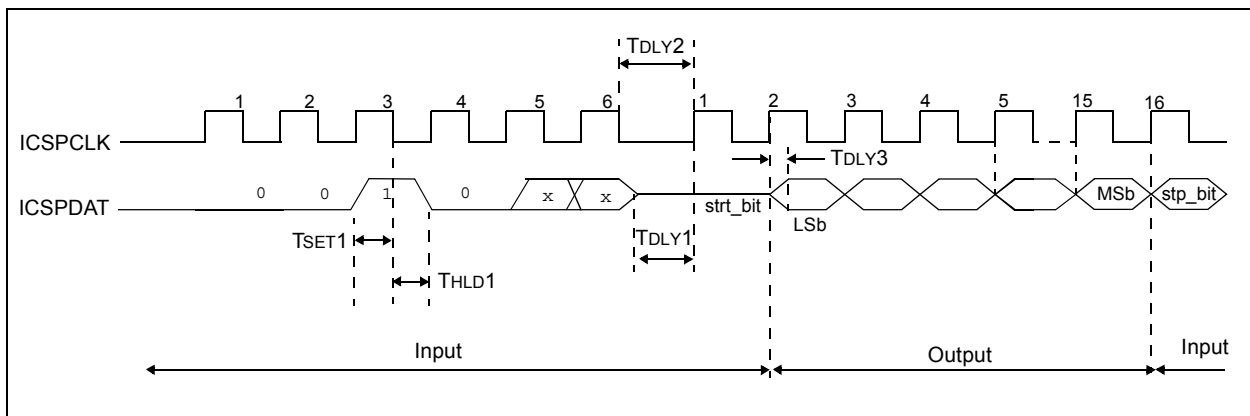 TDLY2
1 2 3 4 5 6 1 2 3 4 5 15 16
ICSPCLK
TDLY3
ICSPDAT
0 0 1 0 x x strt_bit LSb MSb stp_bit
TSET1
TDLY1
THLD1
Input Output Input